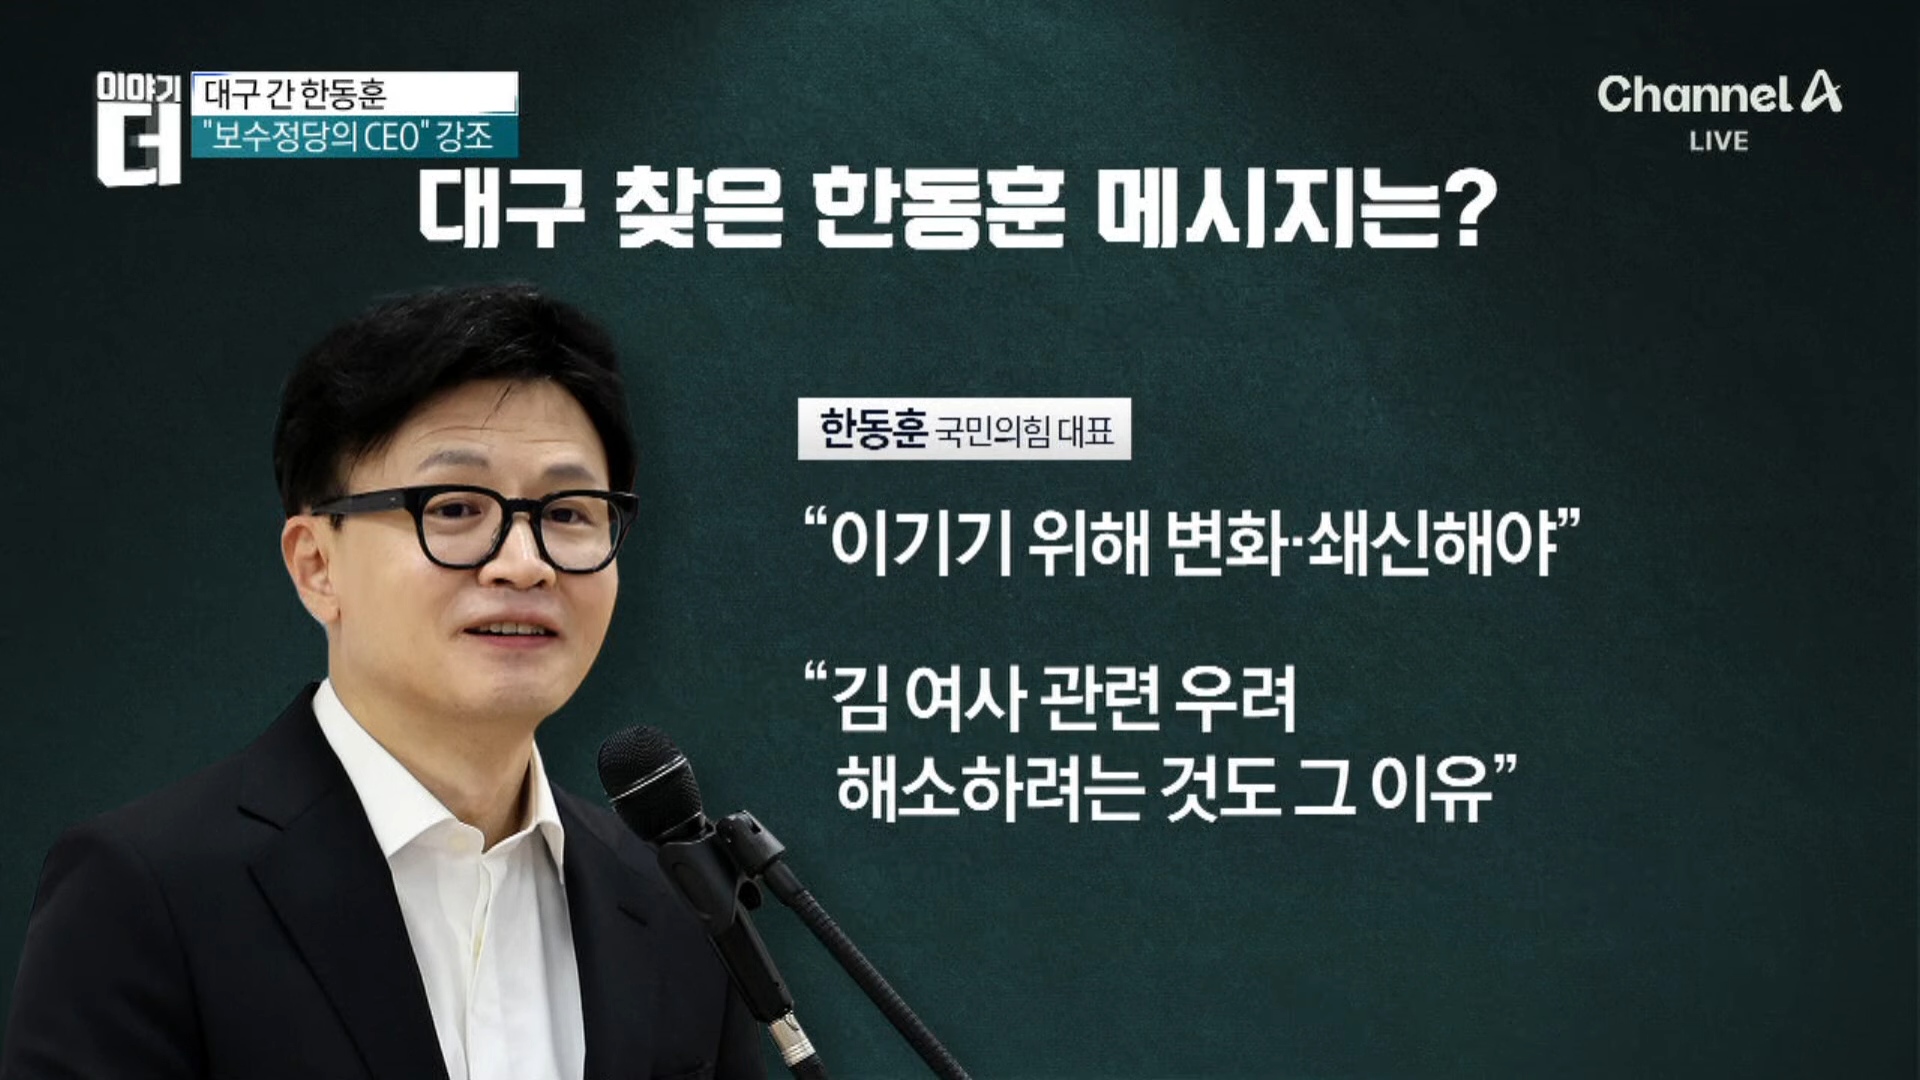 이야기
더
대구 간 한동훈
"보수정당의 CEO" 강조
Channel A
LIVE
대구 찾은 한동훈 메시지는?
한동훈 국민의힘 대표
“이기기 위해 변화·쇄신해야”
“김 여사 관련 우려
해소하려는 것도 그 이유”